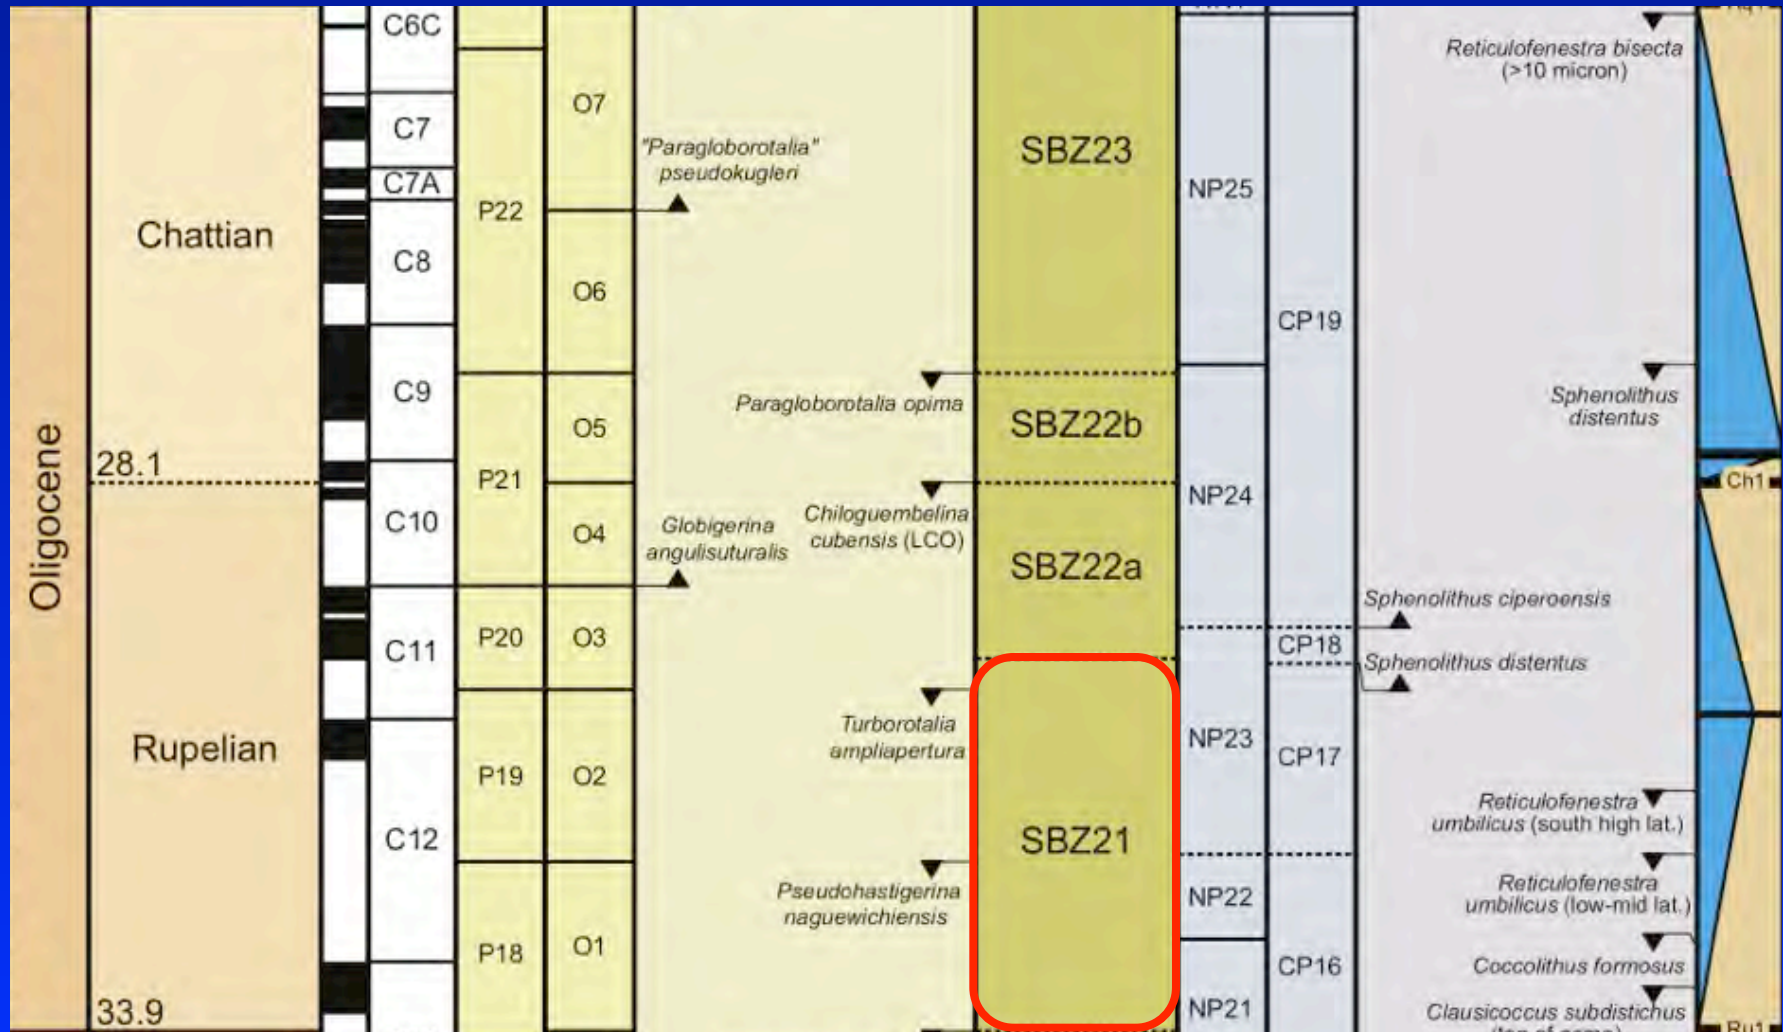 Oligocene
Chattian
28.1
Rupelian
33.9
C6C
C7
C7A
C8
C9
C10
C11
C12
P22
P21
P20
P19
P18
O7
O6
O5
O4
O3
O2
O1
"Paragloborotalia"
pseudokugleri
Globigerina
angulisuturalis
Paragloborotalia opima
Chiloguembelina
cubensis (LCO)
Turborotalia
ampliapertura
Pseudohastigerina
naguewichiensis
SBZ23
SBZ22b
SBZ22a
SBZ21
NP25
NP24
NP23
NP22
NP21
CP19
CP18
CP17
CP16
Sphenolithus ciperoensis
Sphenolithus distentus
Reticulofenestra bisecta
(>10 micron)
Sphenolithus
distentus
Reticulofenestra
umbilicus (south high lat.)
Reticulofenestra
umbilicus (low-mid lat.)
Coccolithus formosus
Clausicoccus subdistichus
Ch1
Ru1